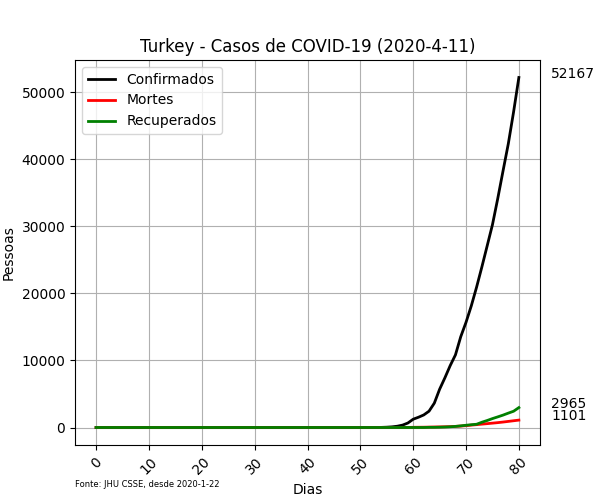 Turkey - Casos de COVID-19 (2020-4-11)
Confirmados
Mortes
Recuperados
52167
2965
1101
Pessoas
50000
40000
30000
20000
10000
0
0 10 20 30 40 50 60 70 80
Dias
Fonte: JHU CSSE, desde 2020-1-22